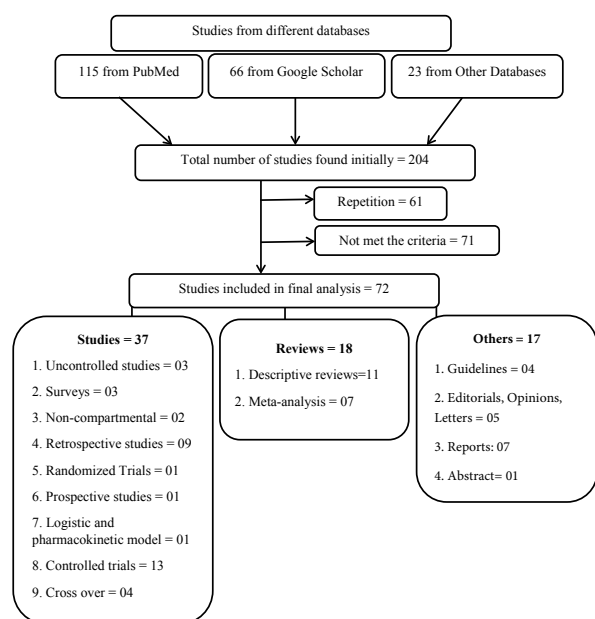 Studies from different databases
115 from PubMed
66 from Google Scholar
23 from Other Databases
Total number of studies found initially = 204
Repetition = 61
Not met the criteria = 71
Studies included in final analysis = 72
Studies = 37
1. Uncontrolled studies = 03
2. Surveys = 03
3. Non-compartmental = 02
4. Retrospective studies = 09
5. Randomized Trials = 01
6. Prospective studies = 01
7. Logistic and
pharmacokinetic model = 01
8. Controlled trials = 13
9. Cross over = 04
Reviews = 18
1. Descriptive reviews=11
2. Meta-analysis = 07
Others = 17
1. Guidelines = 04
2. Editorials, Opinions,
Letters = 05
3. Reports: 07
4. Abstract= 01